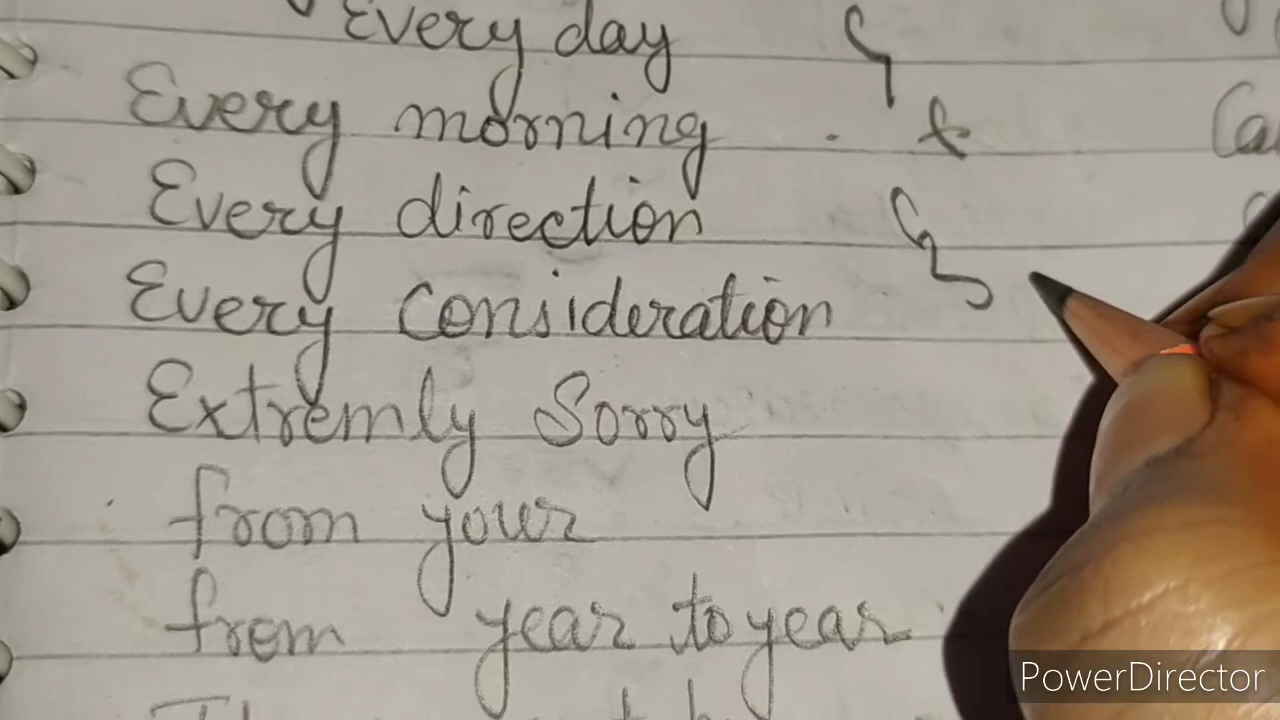 Every day
Every morning
Every direction
Every consideration
Extremly Sorry
from your
from year to year
PowerDirector